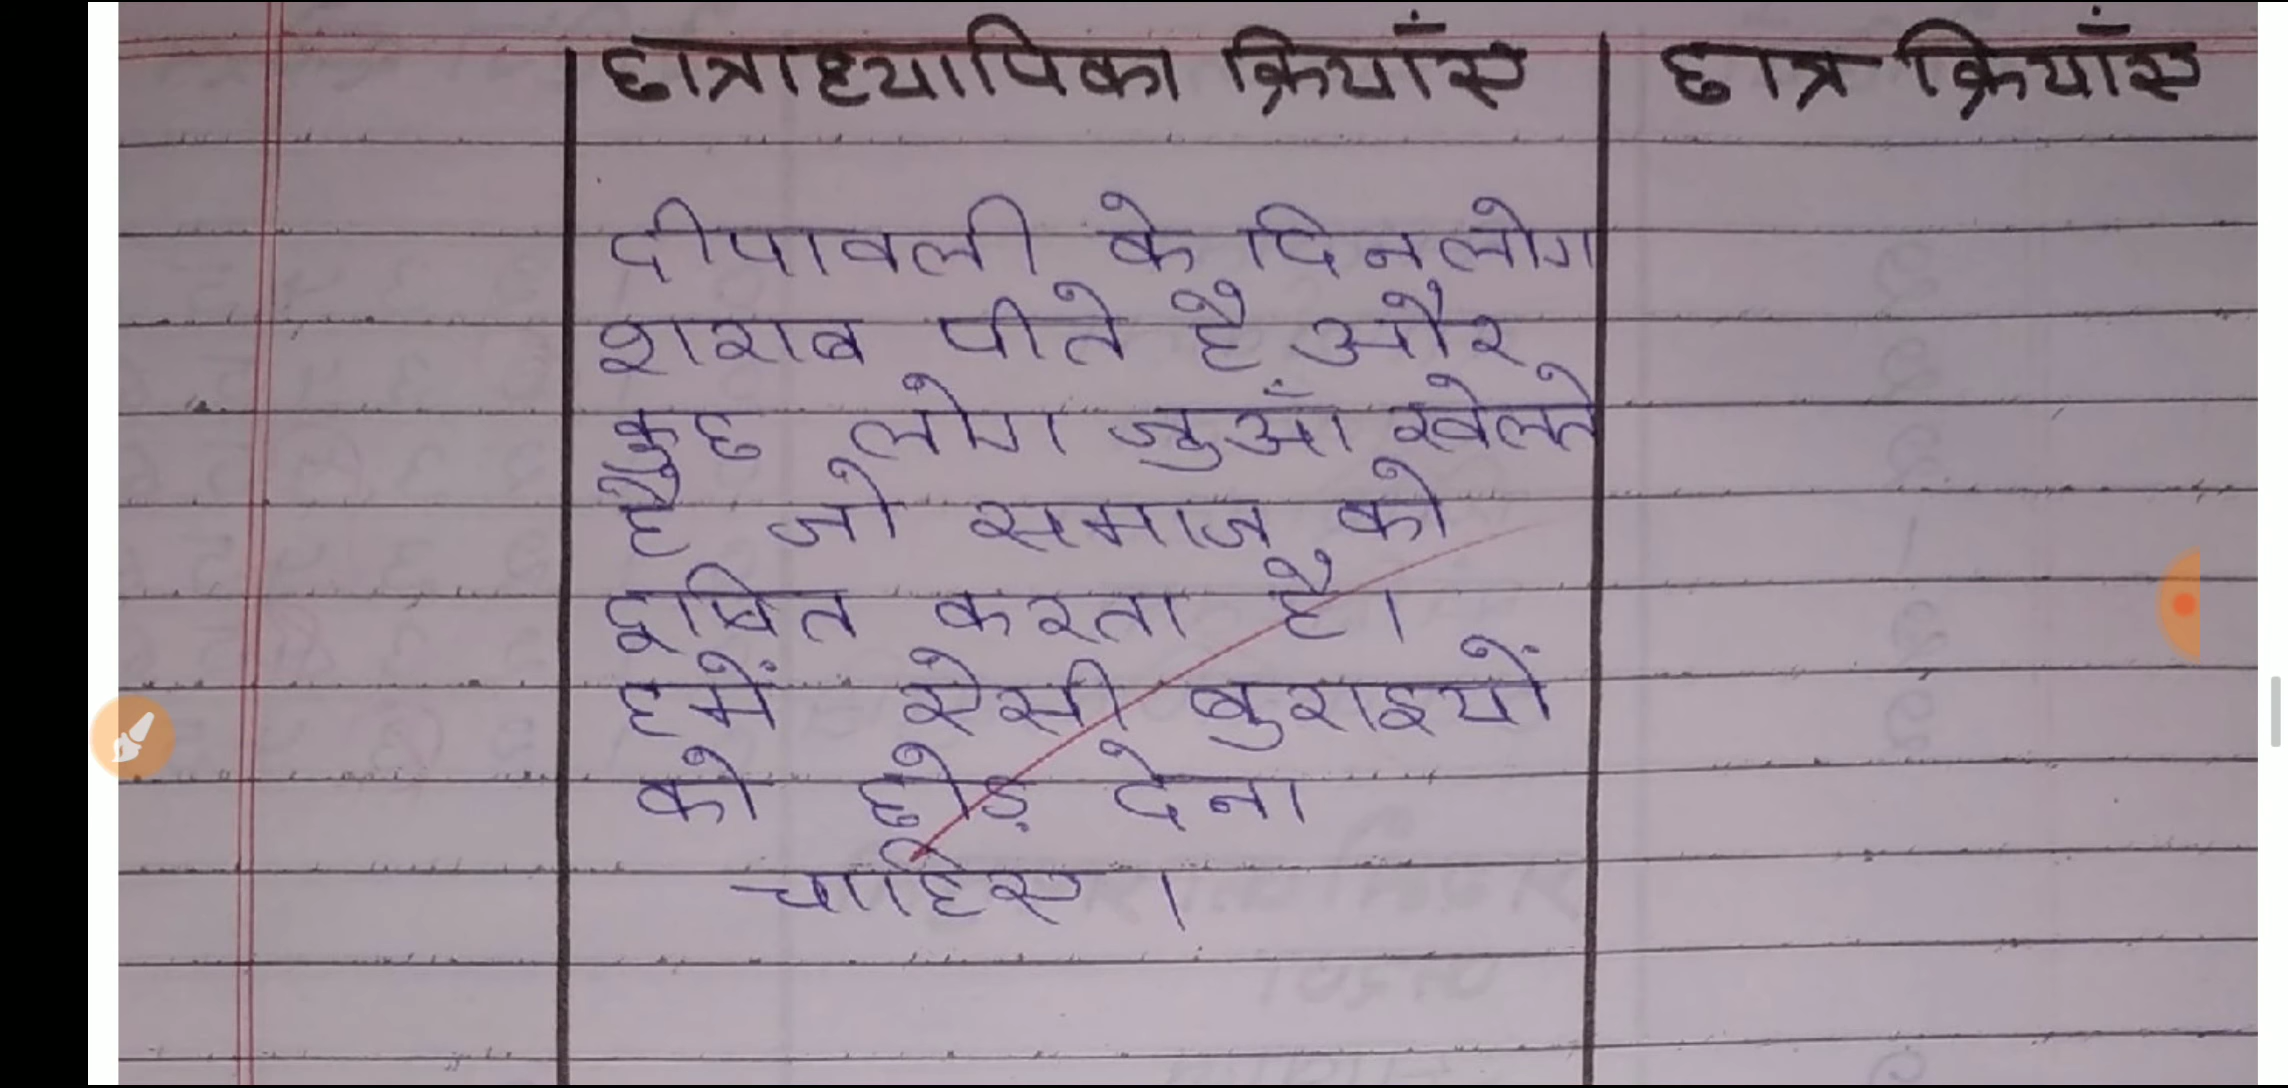 छात्राध्यापिका क्रियाँए छात्र क्रियाँए
दीपावली के दिन लोग
शराब पीते है और
कुछ लोग जुआँ खेलते
है जो समाज को
दूषित करता है।
हमें ऐसी बुराइयों
को छोड़ देना
चाहिए ।